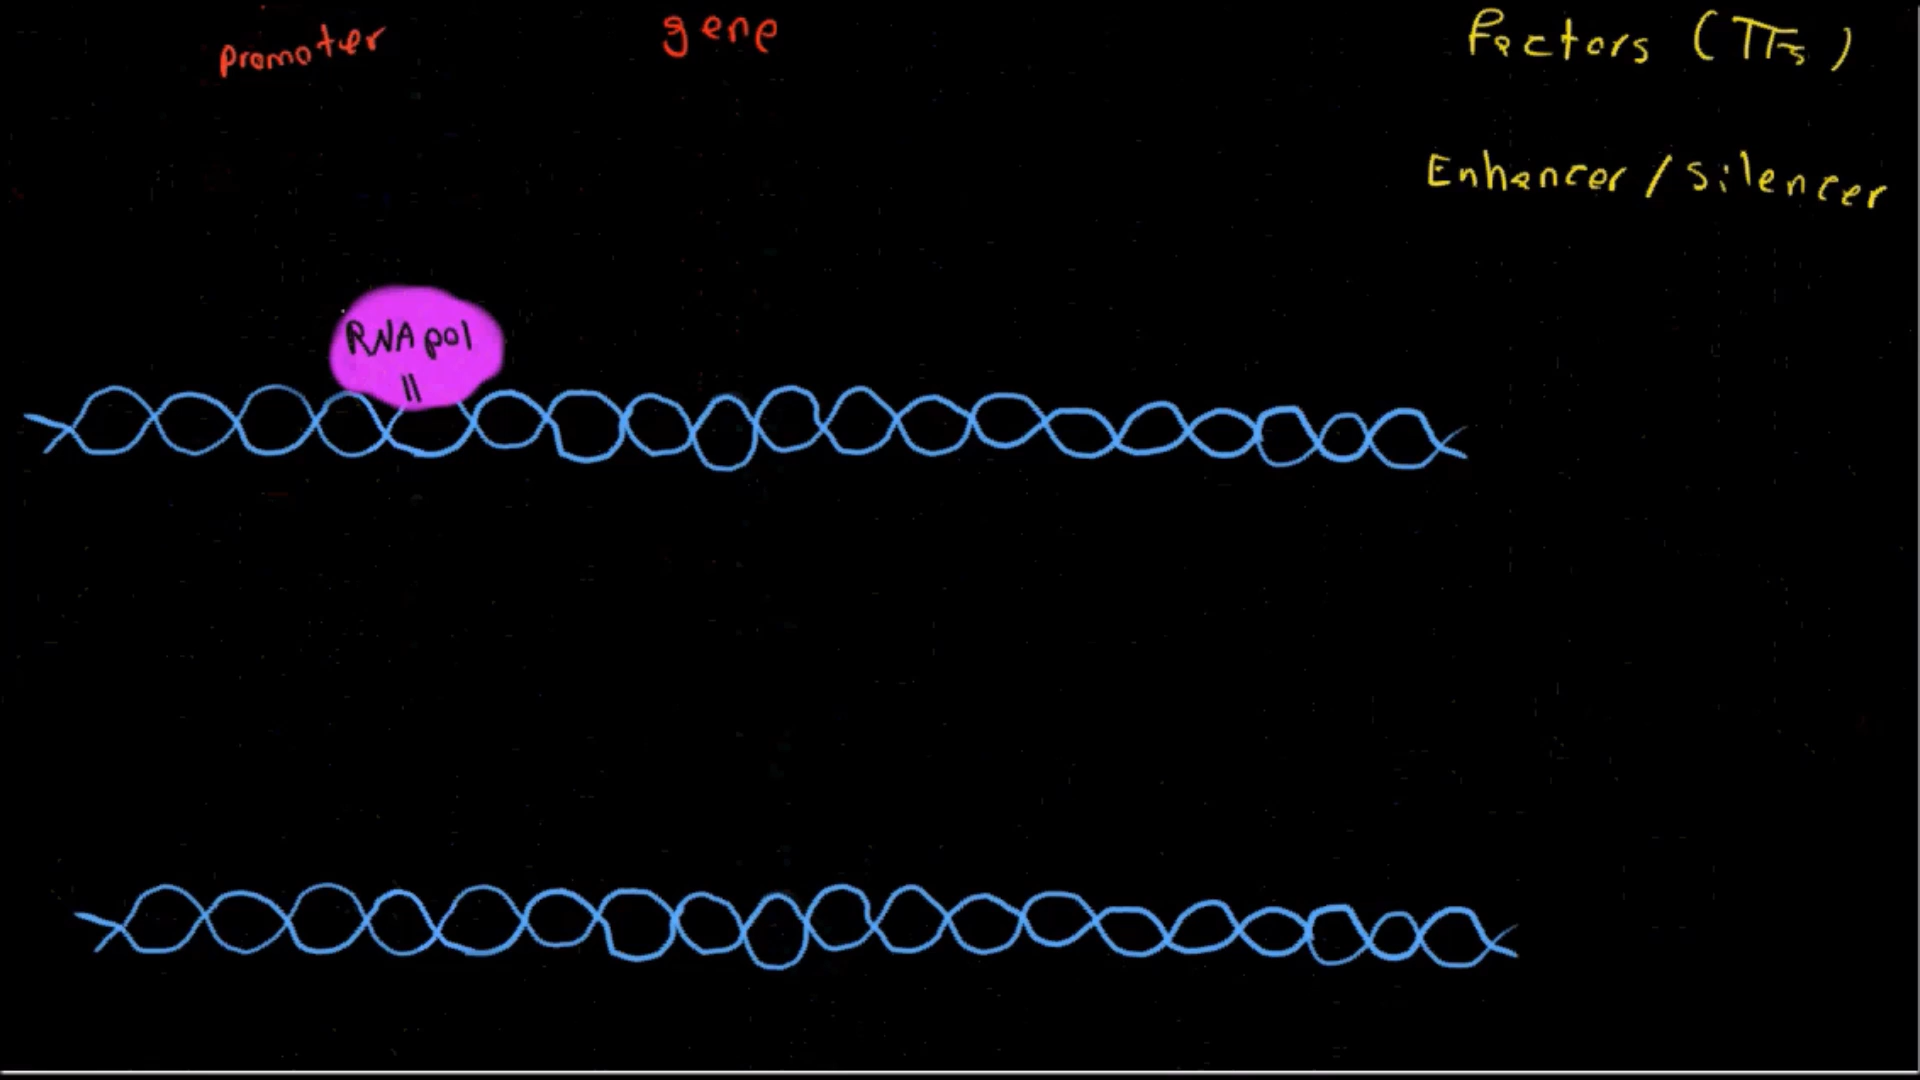 promoter
gene
Factors (TFs)
Enhancer / silencer
RNA pol
II